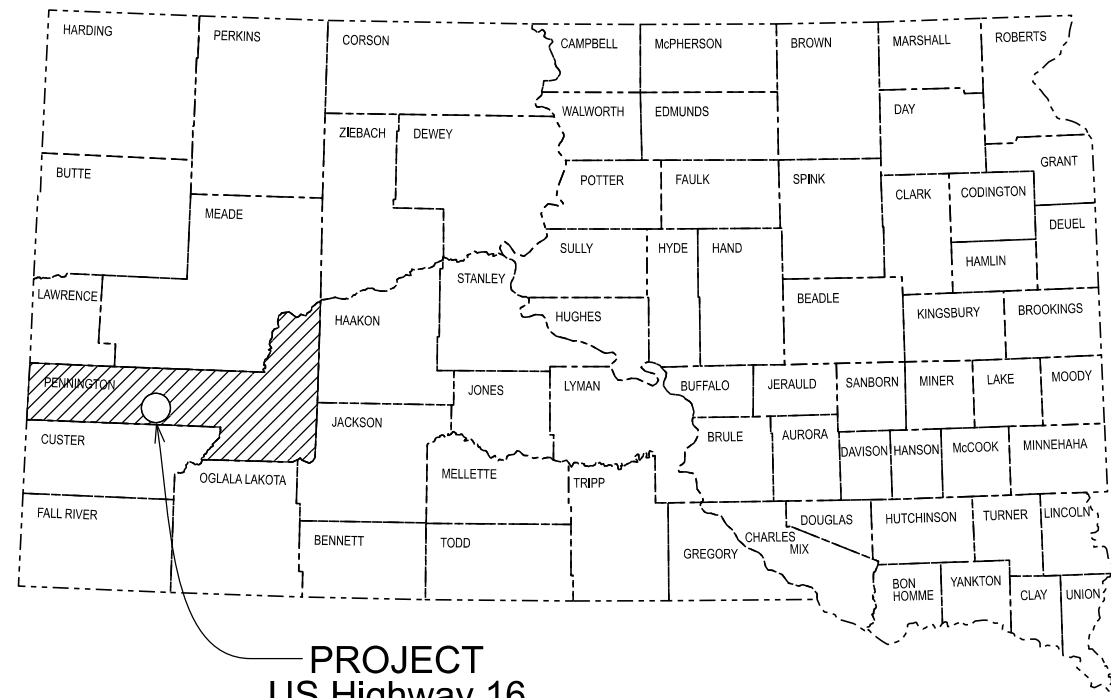 HARDING
PERKINS
CORSON
CAMPBELL
McPHERSON
BROWN
MARSHALL
ROBERTS
WALWORTH
EDMUNDS
DAY
ZIEBACH
DEWEY
GRANT
BUTTE
POTTER
FAULK
SPINK
CLARK
CODINGTON
MEADE
DEUEL
SULLY
HYDE
HAND
HAMLIN
STANLEY
LAWRENCE
BEADLE
HAAKON
HUGHES
KINGSBURY
BROOKINGS
PENNINGTON
JONES
LYMAN
BUFFALO
JERAULD
SANBORN
MINER
LAKE
MOODY
JACKSON
CUSTER
BRULE
AURORA
DAVISON
HANSON
McCOOK
MINNEHAHA
OGLALA LAKOTA
MELLETTE
TRIPP
FALL RIVER
DOUGLAS
HUTCHINSON
TURNER
LINCOLN
BENNETT
TODD
GREGORY
CHARLES
MIX
BON
HOMME
YANKTON
CLAY
UNION
PROJECT
US Highway 16